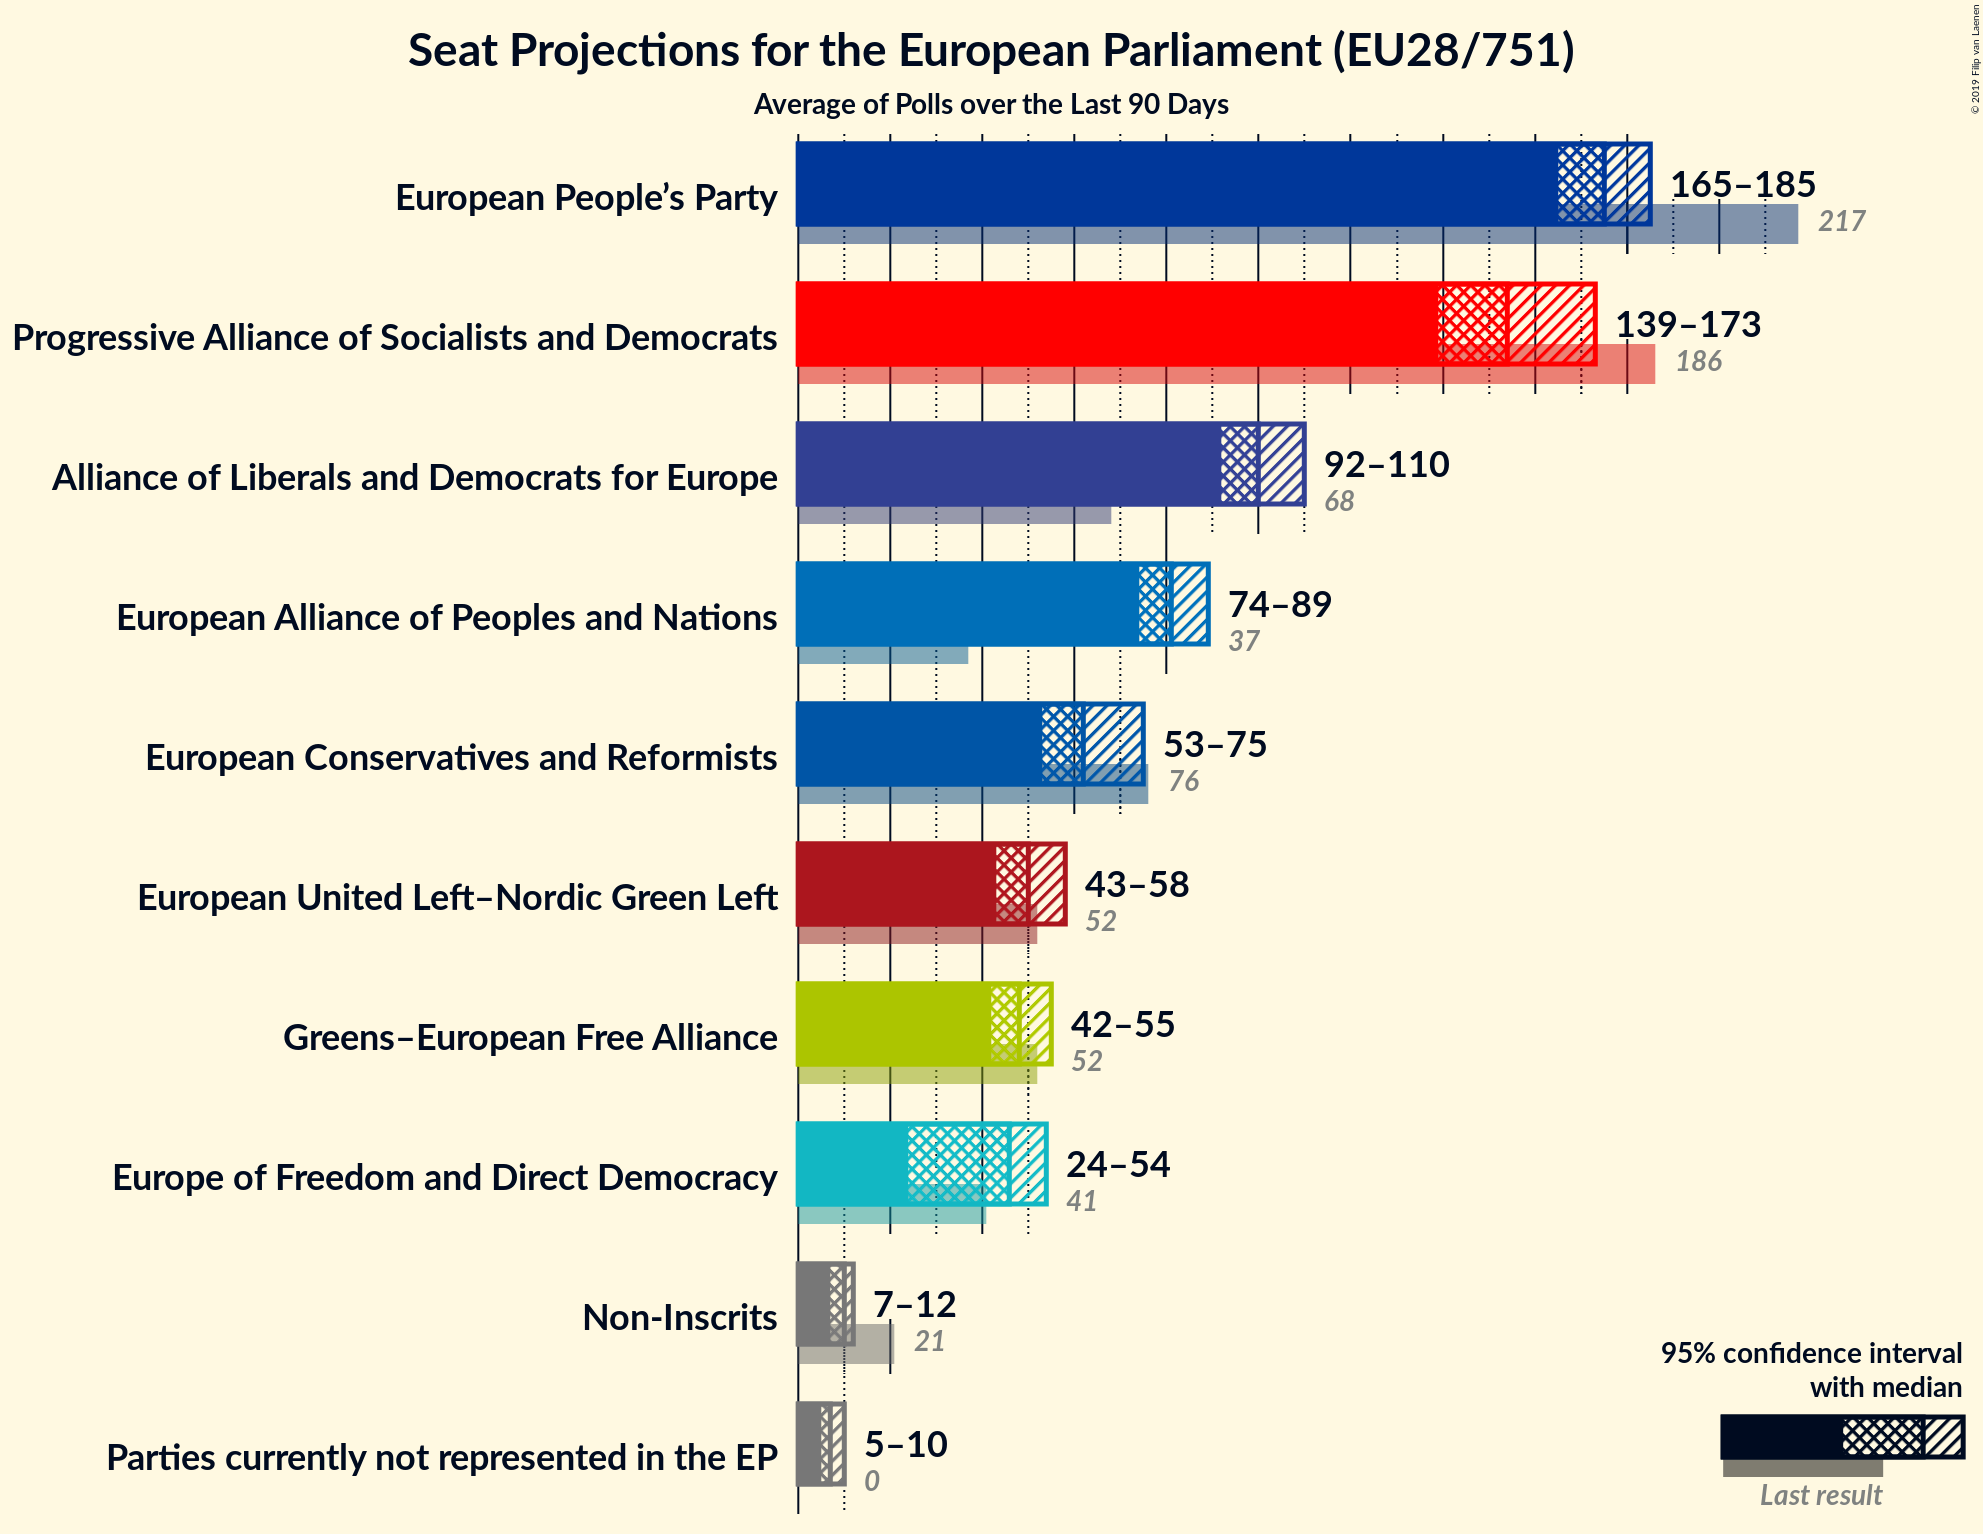 Seat Projections for the European Parliament (EU28/751)
Average of Polls over the Last 90 Days
© 2019 Filip van Laenen
European People’s Party
165–185
217
Progressive Alliance of Socialists and Democrats
139–173
186
Alliance of Liberals and Democrats for Europe
92–110
68
European Alliance of Peoples and Nations
74–89
37
European Conservatives and Reformists
53–75
76
European United Left–Nordic Green Left
43–58
52
Greens–European Free Alliance
42–55
52
Europe of Freedom and Direct Democracy
24–54
41
Non-Inscrits
7–12
21
Parties currently not represented in the EP
5–10
0
95% confidence interval
with median
Last result